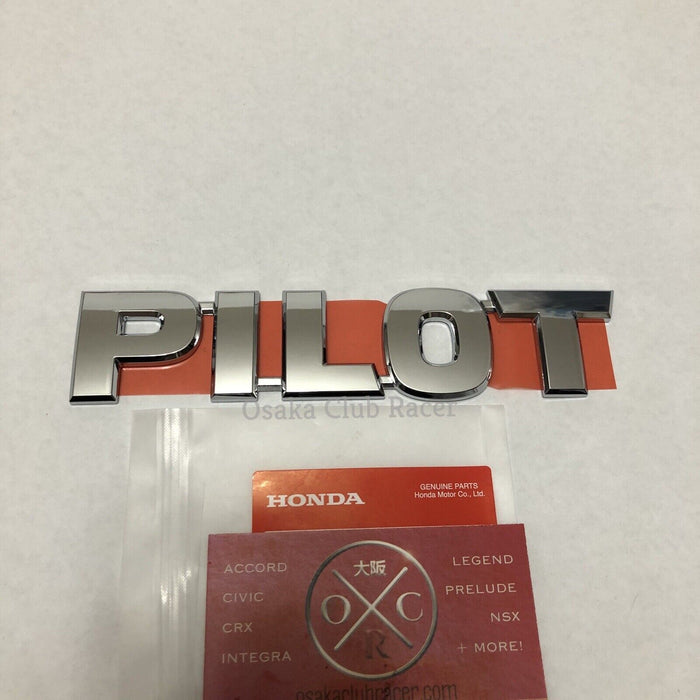 PILOT
Osaka Club Racer
HONDA
GENUINE PARTS
Honda Motor Co., Ltd.
ACCORD
CIVIC
CRX
INTEGRA
大阪
O C
R
LEGEND
PRELUDE
NSX
+ MORE!
osakaclubracer.com